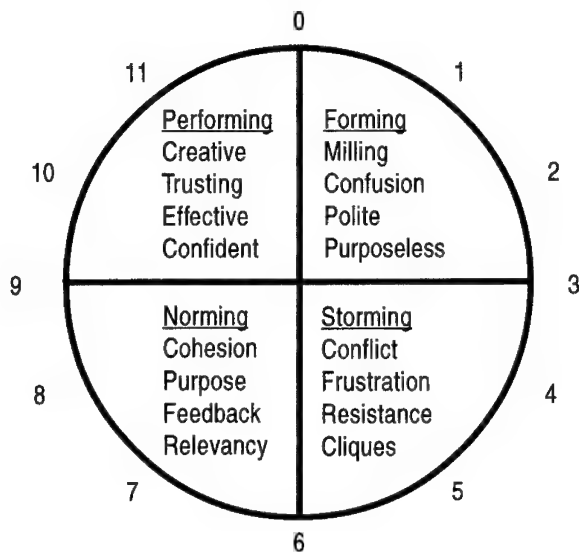 0
11
1
Performing
Creative
Trusting
Effective
Confident
Forming
Milling
Confusion
Polite
Purposeless
10
2
9
3
Norming
Cohesion
Purpose
Feedback
Relevancy
Storming
Conflict
Frustration
Resistance
Cliques
8
4
7
5
6